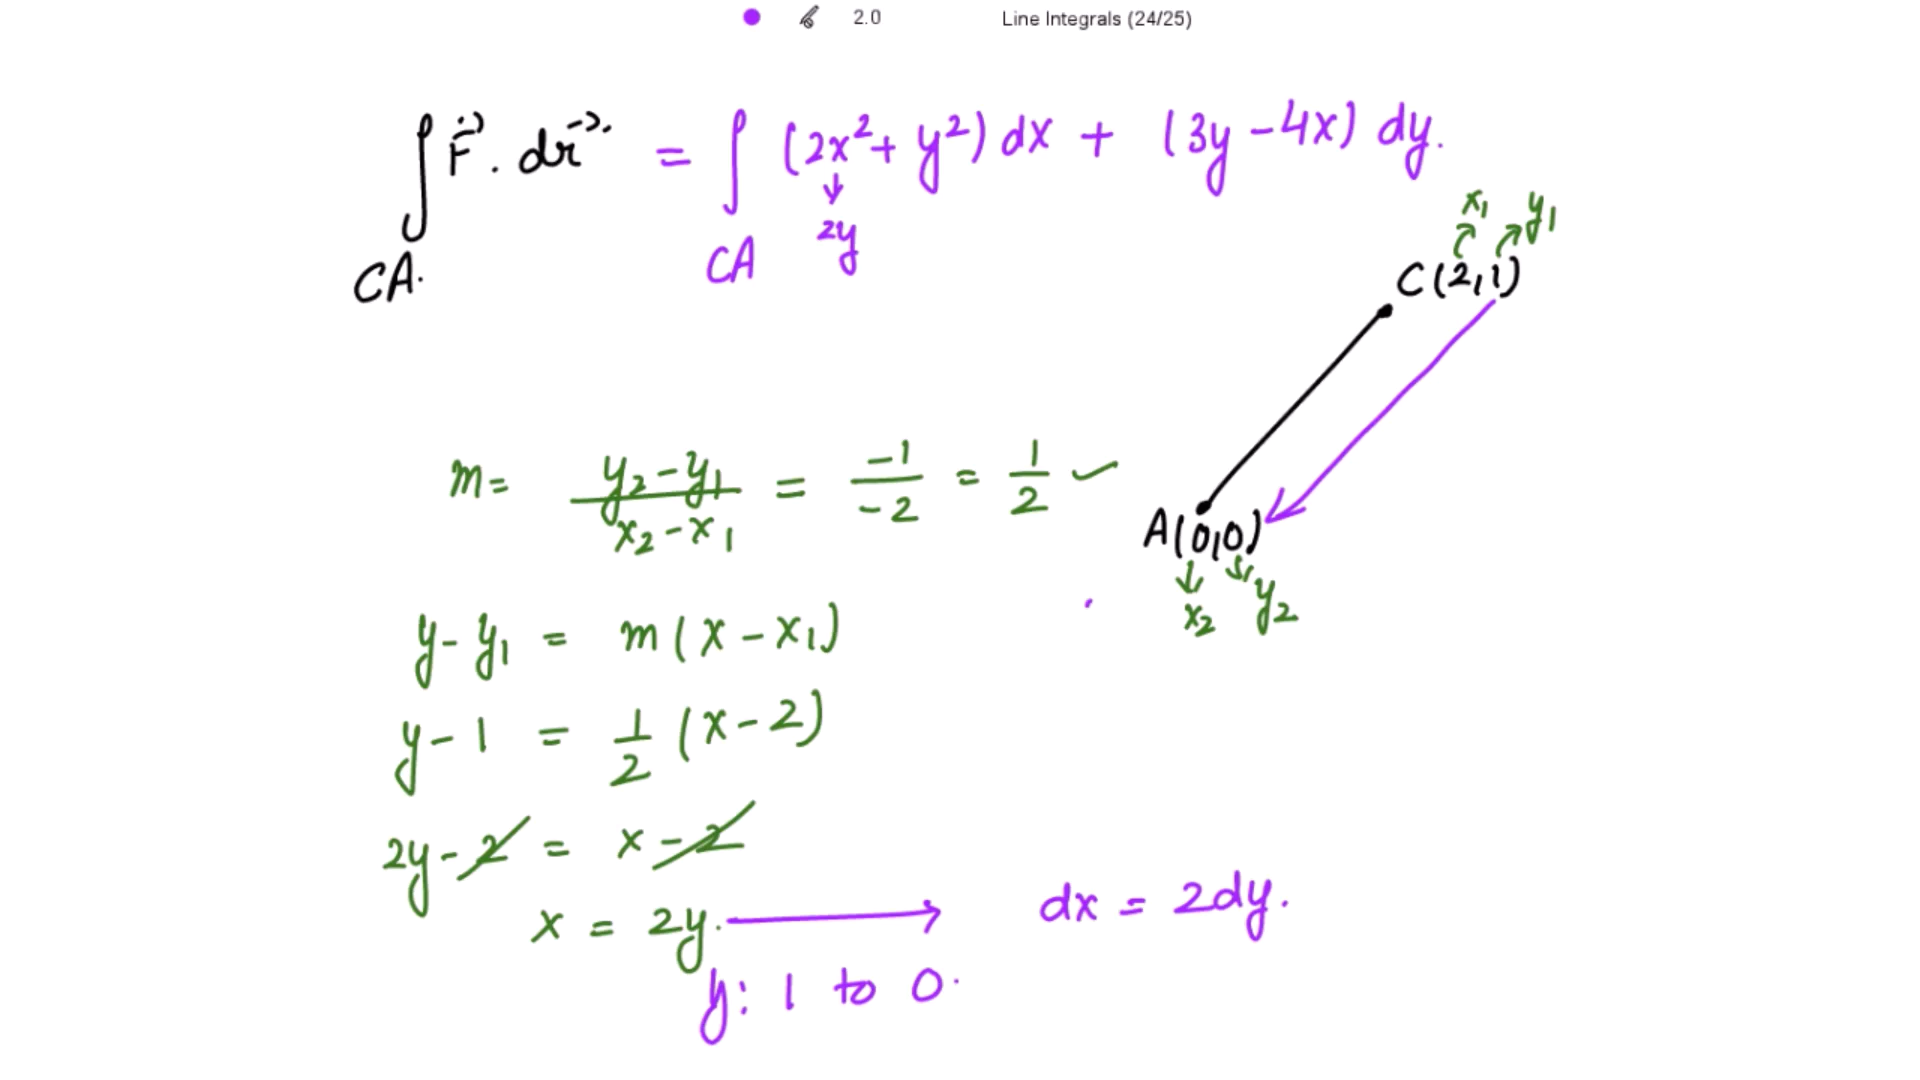 2.0 Line Integrals (24/25)
∫ F⃗ . dr⃗ . = ∫ (2x² + y²) dx + (3y - 4x) dy.
CA. CA
↓
2y
x₁ y₁
C(2,1)
m = y₂ - y₁ / x₂ - x₁ = -1 / -2 = 1/2 ✓
A(0,0)
x₂ y₂
y - y₁ = m(x - x₁)
y - 1 = 1/2 (x - 2)
2y - 2 = x - 2
x = 2y. → dx = 2dy.
y: 1 to 0.